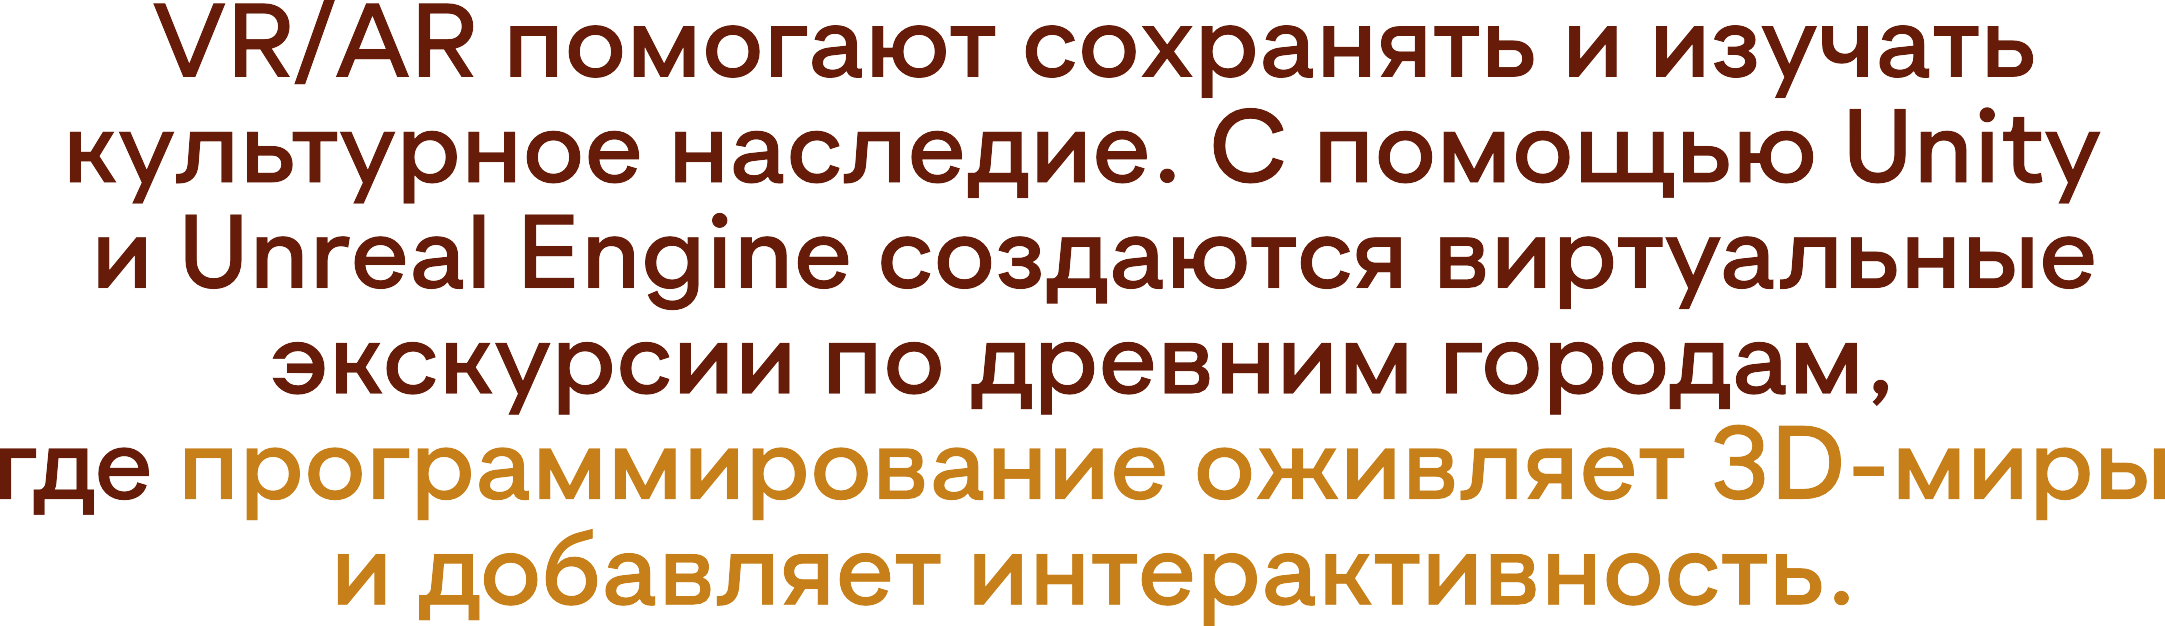 VR/AR помогают сохранять и изучать
культурное наследие. С помощью Unity
и Unreal Engine создаются виртуальные
экскурсии по древним городам,
где программирование оживляет 3D-миры
и добавляет интерактивность.